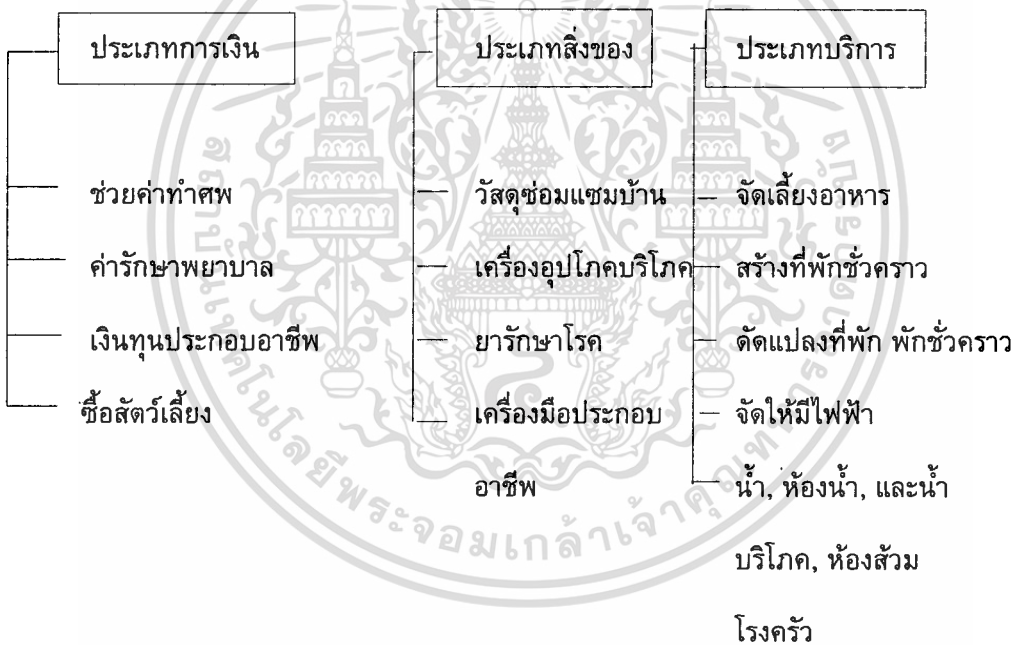 ประเภทการเงิน
ช่วยค่าทำศพ
ค่ารักษาพยาบาล
เงินทุนประกอบอาชีพ
ซื้อสัตว์เลี้ยง
ประเภทสิ่งของ
วัสดุซ่อมแซมบ้าน
เครื่องอุปโภคบริโภค
ยารักษาโรค
เครื่องมือประกอบ
อาชีพ
ประเภทบริการ
จัดเลี้ยงอาหาร
สร้างที่พักชั่วคราว
ดัดแปลงที่พัก พักชั่วคราว
จัดให้มีไฟฟ้า
น้ำ, ห้องน้ำ, และน้ำ
บริโภค, ห้องส้วม
โรงครัว